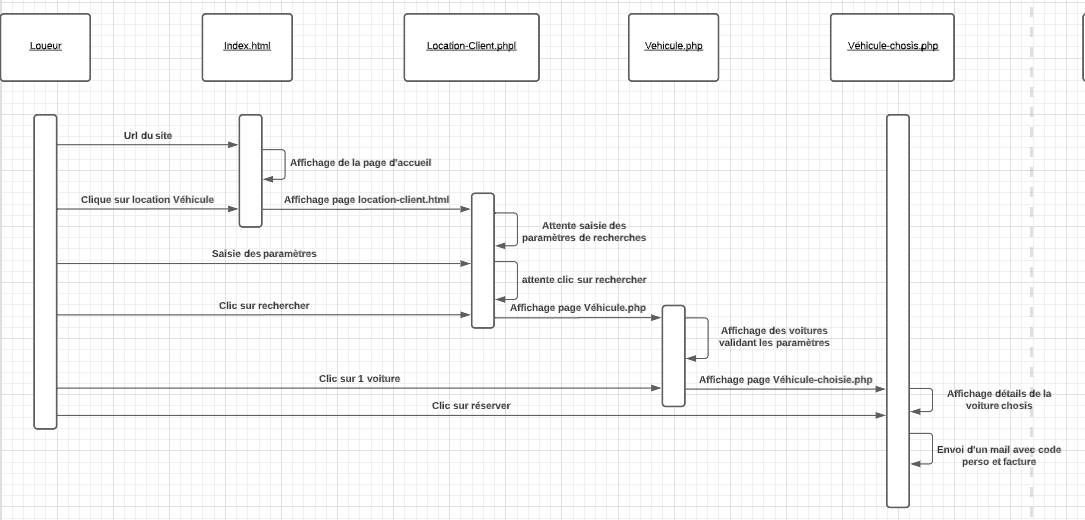 Loueur
Index.html
Location-Client.phpl
Vehicule.php
Véhicule-chosis.php
Url du site
Affichage de la page d'accueil
Clique sur location Véhicule
Affichage page location-client.html
Attente saisie des
paramètres de recherches
Saisie des paramètres
attente clic sur rechercher
Clic sur rechercher
Affichage page Véhicule.php
Affichage des voitures
validant les paramètres
Clic sur 1 voiture
Affichage page Véhicule-choisie.php
Affichage détails de la
voiture chosis
Clic sur réserver
Envoi d'un mail avec code
perso et facture